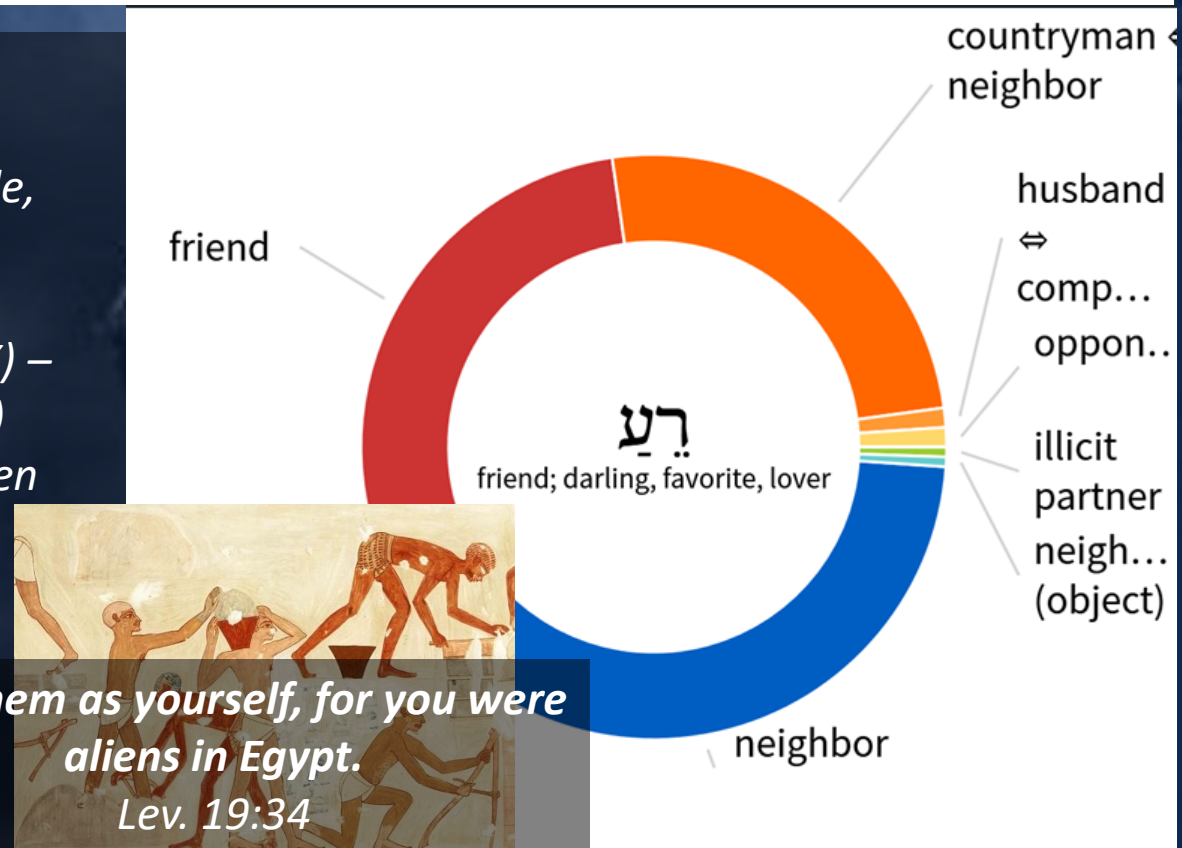 le,
() –
)
en
friend
countryman
neighbor
husband
⇔
comp...
oppon..
illicit
partner
neigh...
(object)
רֵעַ
friend; darling, favorite, lover
neighbor
em as yourself, for you were
aliens in Egypt.
Lev. 19:34